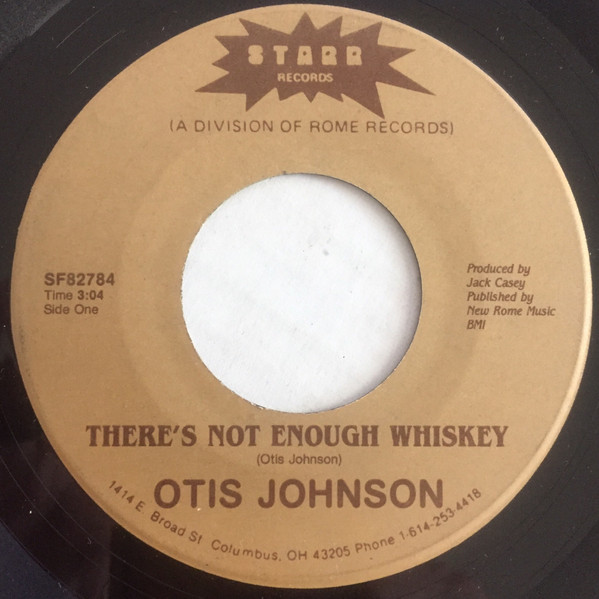 STARR
RECORDS
(A DIVISION OF ROME RECORDS)
SF82784
Time 3:04
Side One
Produced by
Jack Casey
Published by
New Rome Music
BMI
THERE'S NOT ENOUGH WHISKEY
(Otis Johnson)
OTIS JOHNSON
1414 E. Broad St Columbus, OH 43205 Phone 1-614-253-4418